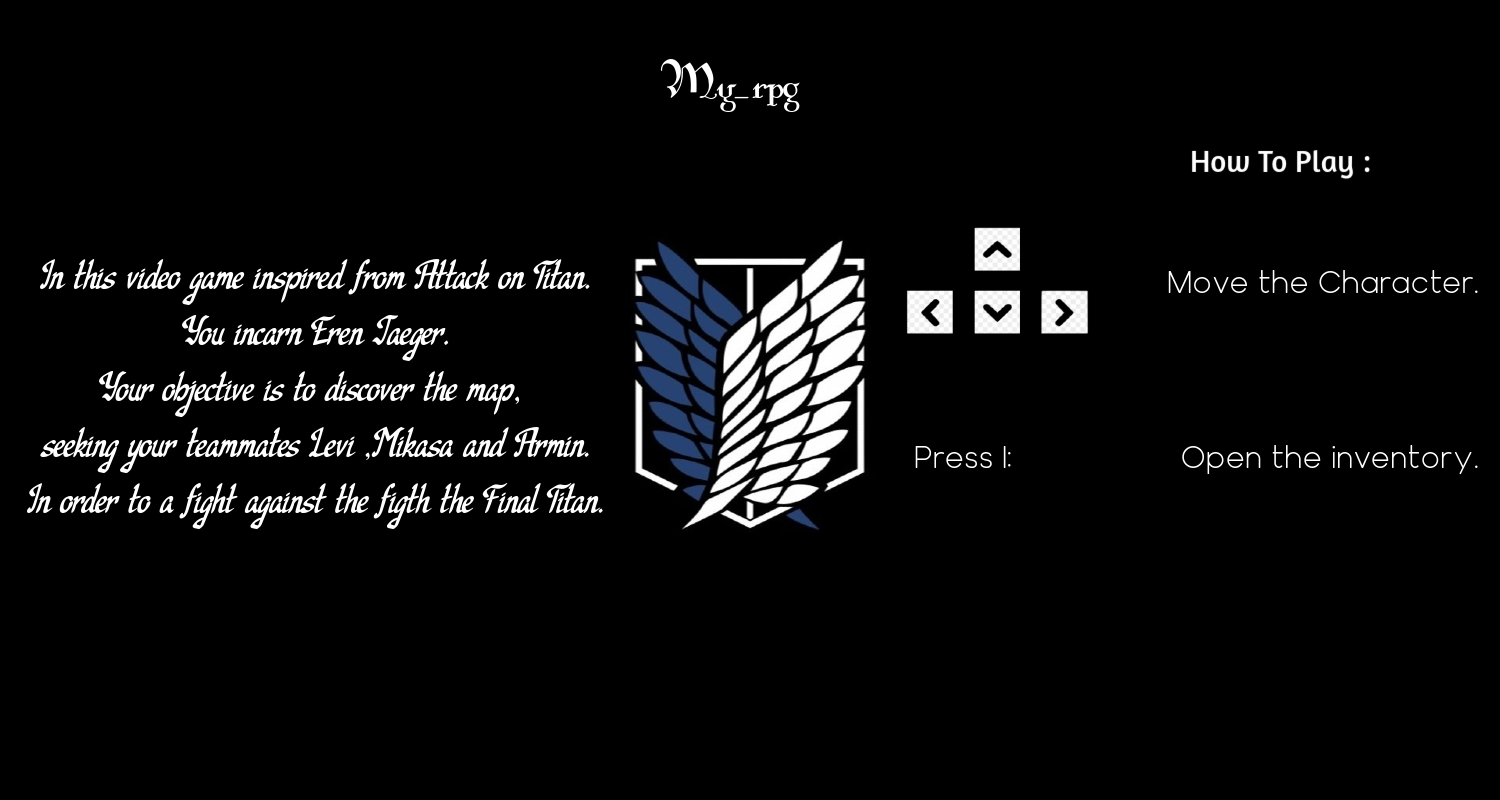 My_rpg
How To Play :
In this video game inspired from Attack on Titan.
You incarn Eren Jaeger.
Your objective is to discover the map,
seeking your teammates Levi ,Mikasa and Armin.
In order to a fight against the figth the Final Titan.
Move the Character.
Press I:
Open the inventory.